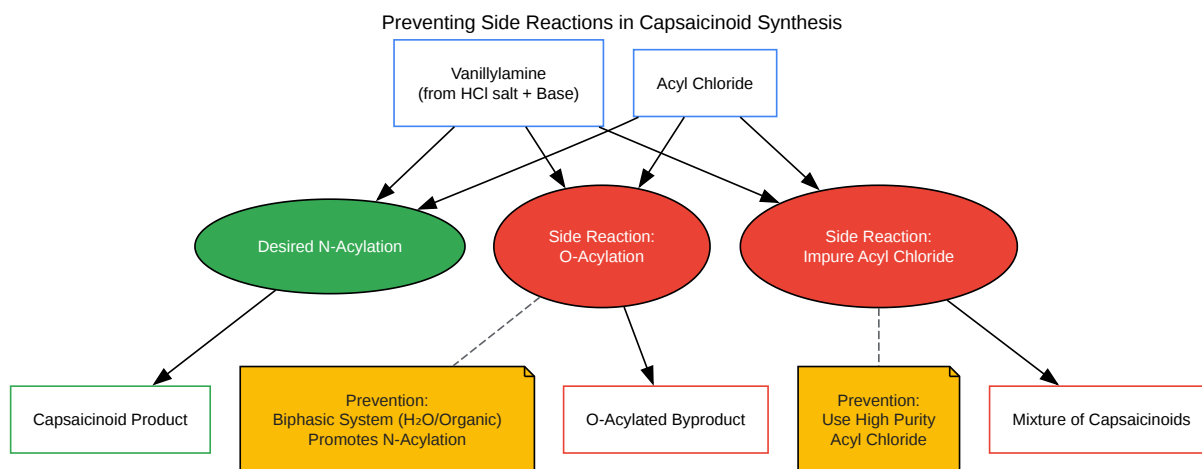 Preventing Side Reactions in Capsaicinoid Synthesis
Vanillylamine
(from HCl salt + Base)
Acyl Chloride
Desired N-Acylation
Side Reaction:
O-Acylation
Side Reaction:
Impure Acyl Chloride
Capsaicinoid Product
Prevention:
Biphasic System (H₂O/Organic)
Promotes N-Acylation
O-Acylated Byproduct
Prevention:
Use High Purity
Acyl Chloride
Mixture of Capsaicinoids